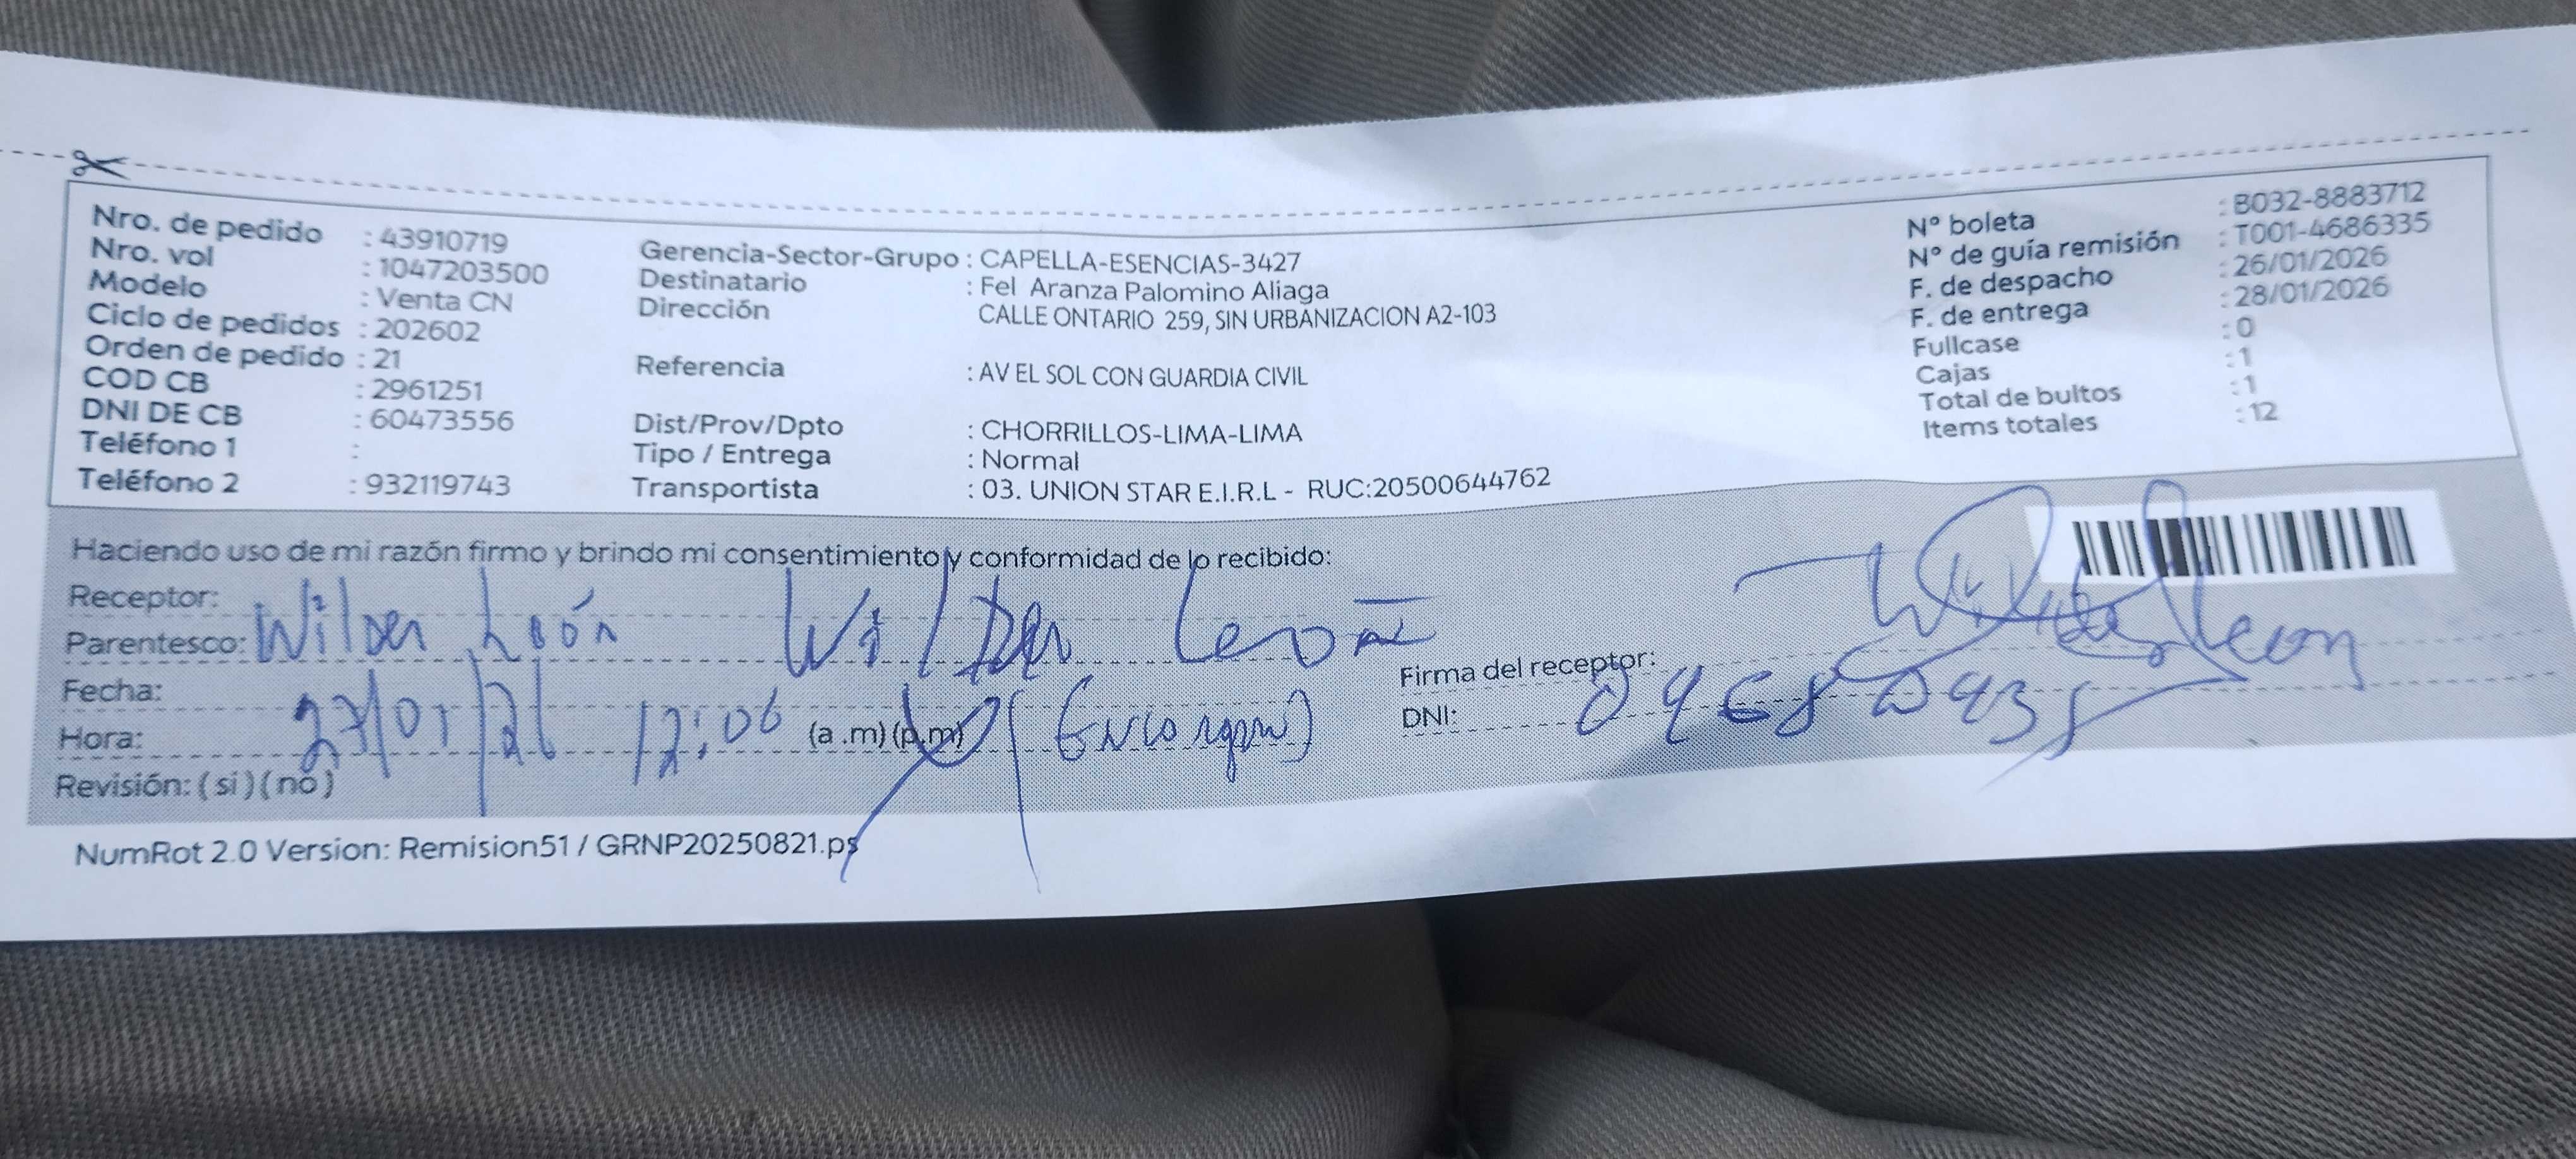 Nro. de pedido : 43910719
Nro. vol : 1047203500
Modelo : Venta CN
Ciclo de pedidos : 202602
Orden de pedido : 21
COD CB : 2961251
DNI DE CB : 60473556
Teléfono 1 :
Teléfono 2 : 932119743
Gerencia-Sector-Grupo : CAPELLA-ESENCIAS-3427
Destinatario : Fel Aranza Palomino Aliaga
Dirección CALLE ONTARIO 259, SIN URBANIZACION A2-103
Referencia : AV EL SOL CON GUARDIA CIVIL
Dist/Prov/Dpto : CHORRILLOS-LIMA-LIMA
Tipo / Entrega : Normal
Transportista : 03. UNION STAR E.I.R.L - RUC:20500644762
N° boleta : B032-8883712
N° de guía remisión : T001-4686335
F. de despacho : 26/01/2026
F. de entrega : 28/01/2026
Fullcase : 0
Cajas : 1
Total de bultos : 1
Items totales : 12
Haciendo uso de mi razón firmo y brindo mi consentimiento y conformidad de lo recibido:
Receptor:
Parentesco: Wilder León Wilder León
Fecha:
Hora: 27/01/26 12:06 (a .m) (p.m)
Revisión: ( si ) ( no )
Firma del receptor: Wilder Leon
DNI:
NumRot 2.0 Version: Remision51 / GRNP20250821.ps